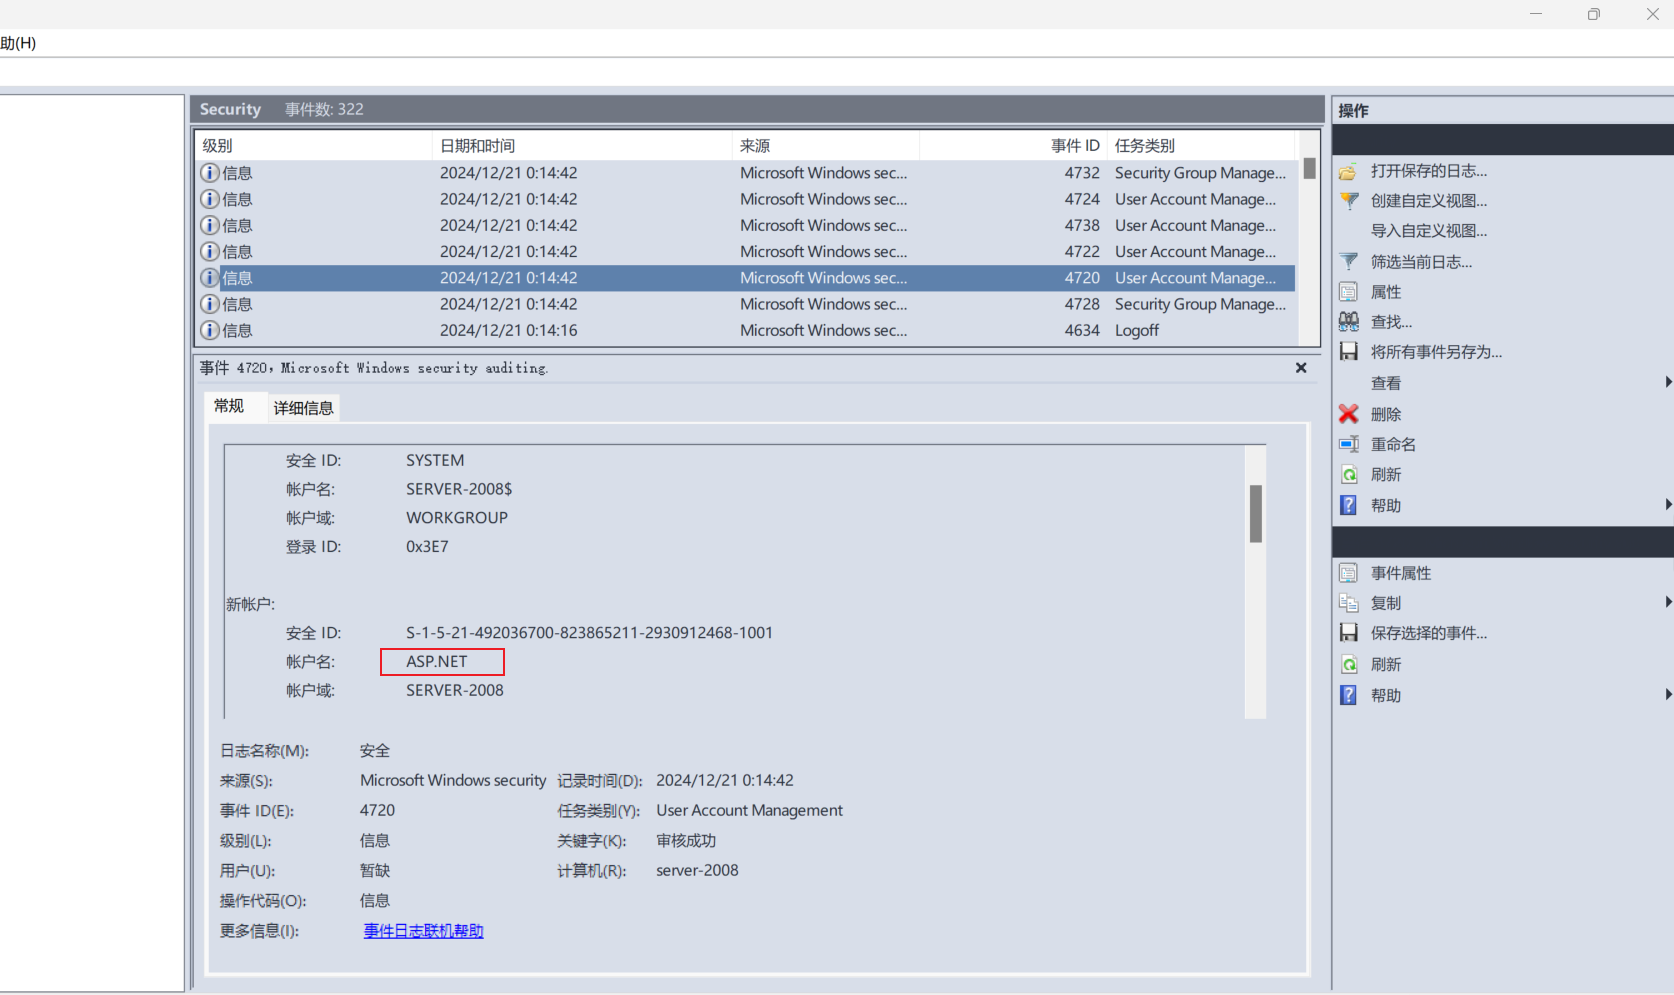 助(H)
Security 事件数: 322
级别 日期和时间 来源 事件 ID 任务类别
信息 2024/12/21 0:14:42 Microsoft Windows sec... 4732 Security Group Manage...
信息 2024/12/21 0:14:42 Microsoft Windows sec... 4724 User Account Manage...
信息 2024/12/21 0:14:42 Microsoft Windows sec... 4738 User Account Manage...
信息 2024/12/21 0:14:42 Microsoft Windows sec... 4722 User Account Manage...
信息 2024/12/21 0:14:42 Microsoft Windows sec... 4720 User Account Manage...
信息 2024/12/21 0:14:42 Microsoft Windows sec... 4728 Security Group Manage...
信息 2024/12/21 0:14:16 Microsoft Windows sec... 4634 Logoff
事件 4720，Microsoft Windows security auditing.
常规 详细信息
安全 ID: SYSTEM
帐户名: SERVER-2008$
帐户域: WORKGROUP
登录 ID: 0x3E7
新帐户:
安全 ID: S-1-5-21-492036700-823865211-2930912468-1001
帐户名: ASP.NET
帐户域: SERVER-2008
日志名称(M): 安全
来源(S): Microsoft Windows security 记录时间(D): 2024/12/21 0:14:42
事件 ID(E): 4720 任务类别(Y): User Account Management
级别(L): 信息 关键字(K): 审核成功
用户(U): 暂缺 计算机(R): server-2008
操作代码(O): 信息
更多信息(I): 事件日志联机帮助
操作
打开保存的日志...
创建自定义视图...
导入自定义视图...
筛选当前日志...
属性
查找...
将所有事件另存为...
查看
删除
重命名
刷新
帮助
事件属性
复制
保存选择的事件...
刷新
帮助